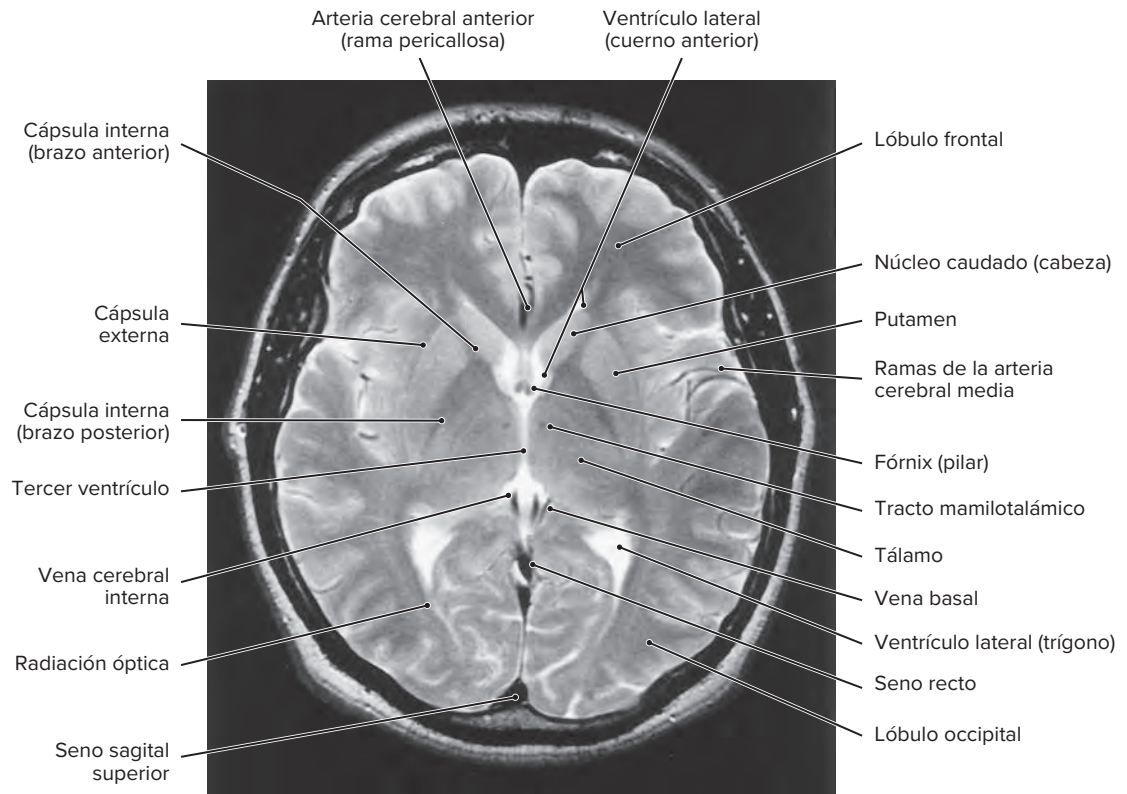 Arteria cerebral anterior
(rama pericallosa)
Ventrículo lateral
(cuerno anterior)
Cápsula interna
(brazo anterior)
Cápsula
externa
Cápsula interna
(brazo posterior)
Tercer ventrículo
Vena cerebral
interna
Radiación óptica
Seno sagital
superior
Lóbulo frontal
Núcleo caudado (cabeza)
Putamen
Ramas de la arteria
cerebral media
Fórnix (pilar)
Tracto mamilotalámico
Tálamo
Vena basal
Ventrículo lateral (trígono)
Seno recto
Lóbulo occipital